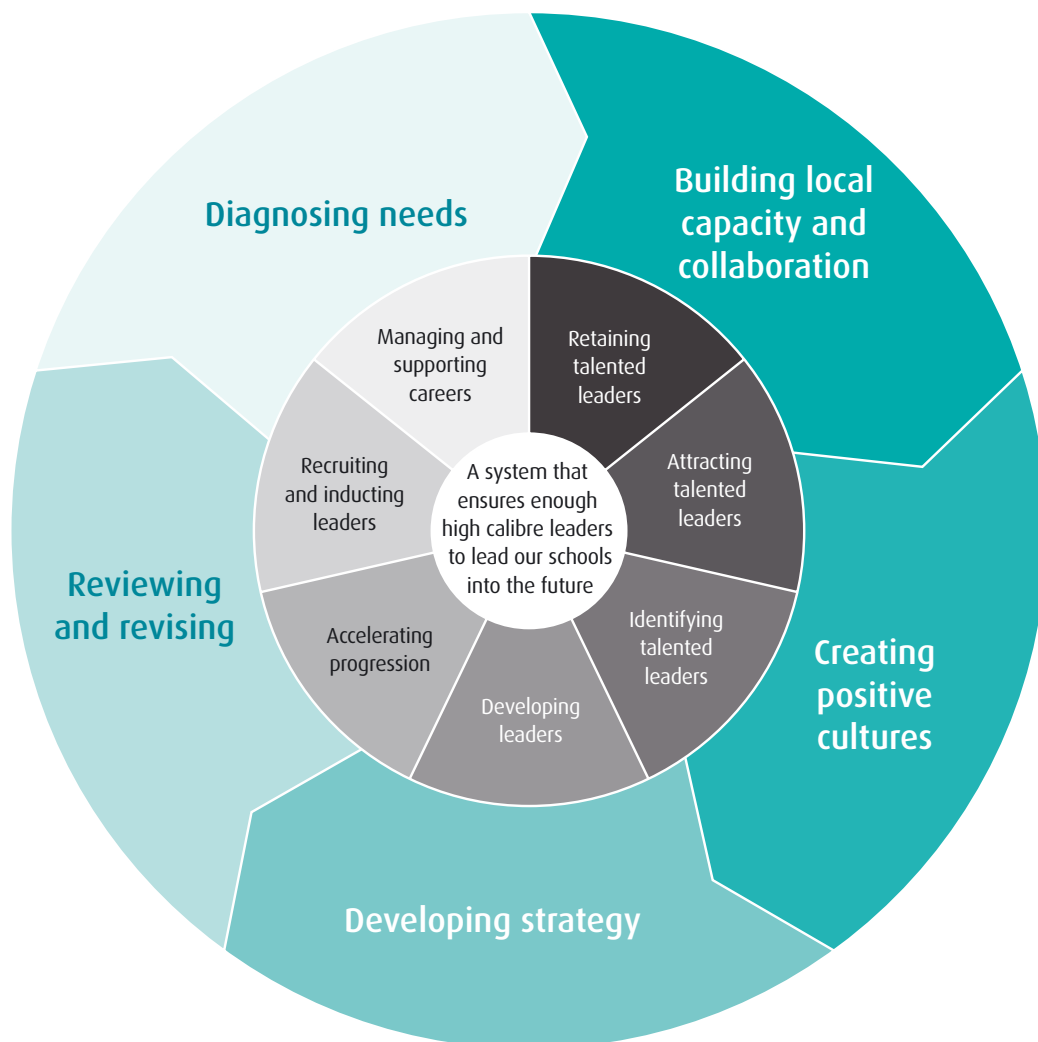 Diagnosing needs
Building local
capacity and
collaboration
Creating
positive
cultures
Developing strategy
Reviewing
and revising
Managing and
supporting
careers
Retaining
talented
leaders
Attracting
talented
leaders
Identifying
talented
leaders
Developing
leaders
Accelerating
progression
Recruiting
and inducting
leaders
A system that
ensures enough
high calibre leaders
to lead our schools
into the future